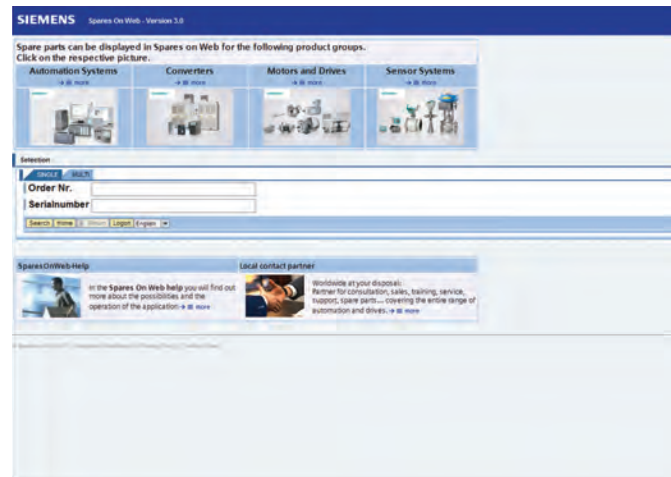 SIEMENS Spares On Web - Version 3.0
Spare parts can be displayed in Spares on Web for the following product groups.
Click on the respective picture.
Automation Systems Converters Motors and Drives Sensor Systems
more more more more
Selection
SINGLE MULTI
Order Nr.
Serialnumber
Search Home Return Logon English
SparesOnWeb-Help Local contact partner
In the Spares On Web help you will find out
more about the possibilities and the
operation of the application more
Worldwide at your disposal:
Partner for consultation, sales, training, service,
support, spare parts.... covering the entire range of
automation and drives. more